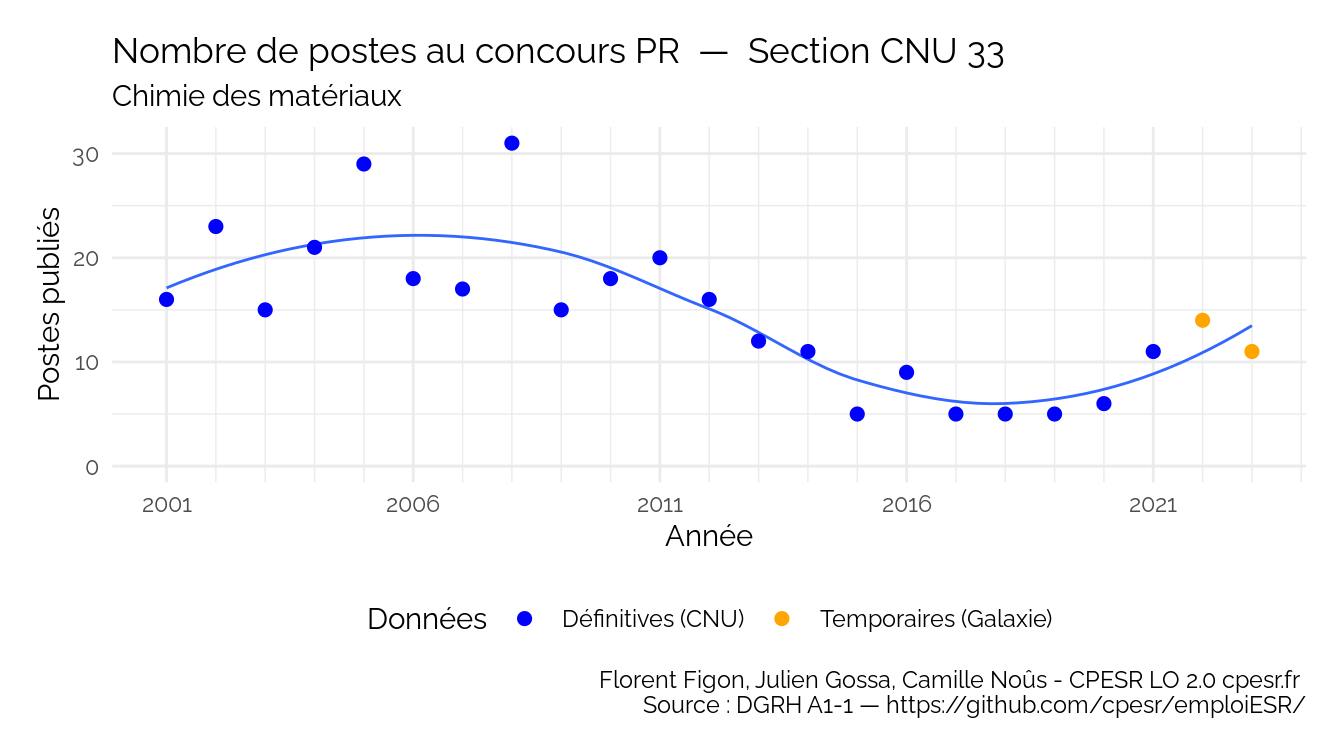 Nombre de postes au concours PR — Section CNU 33
Chimie des matériaux
Postes publiés
30
20
10
0
2001 2006 2011 2016 2021
Année
Données Définitives (CNU) Temporaires (Galaxie)
Florent Figon, Julien Gossa, Camille Noûs - CPESR LO 2.0 cpesr.fr
Source : DGRH A1-1 — https://github.com/cpesr/emploiESR/